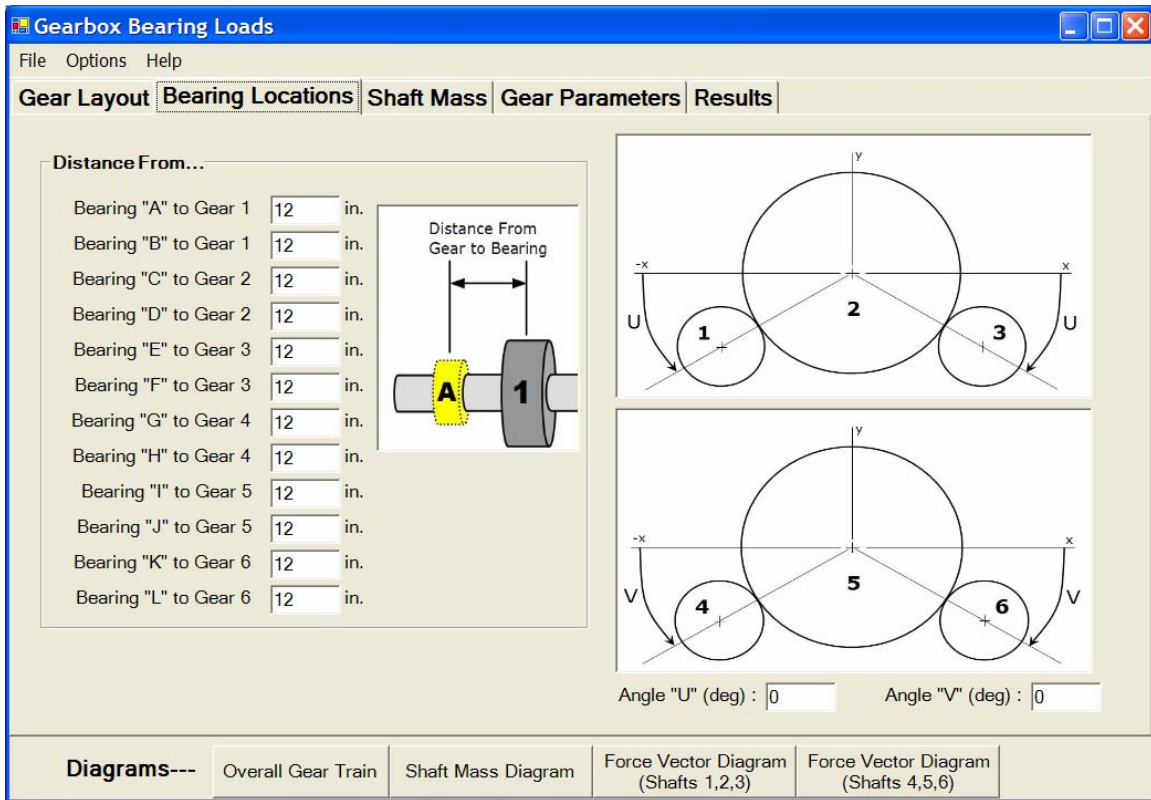 Gearbox Bearing Loads
File Options Help
Gear Layout Bearing Locations Shaft Mass Gear Parameters Results
Distance From...
Bearing "A" to Gear 1 12 in.
Bearing "B" to Gear 1 12 in.
Bearing "C" to Gear 2 12 in.
Bearing "D" to Gear 2 12 in.
Bearing "E" to Gear 3 12 in.
Bearing "F" to Gear 3 12 in.
Bearing "G" to Gear 4 12 in.
Bearing "H" to Gear 4 12 in.
Bearing "I" to Gear 5 12 in.
Bearing "J" to Gear 5 12 in.
Bearing "K" to Gear 6 12 in.
Bearing "L" to Gear 6 12 in.
Distance From
Gear to Bearing
A 1
y
-x x
U U
1 2 3
y
-x x
V V
4 5 6
Angle "U" (deg) : 0 Angle "V" (deg) : 0
Diagrams---
Overall Gear Train
Shaft Mass Diagram
Force Vector Diagram
(Shafts 1,2,3)
Force Vector Diagram
(Shafts 4,5,6)